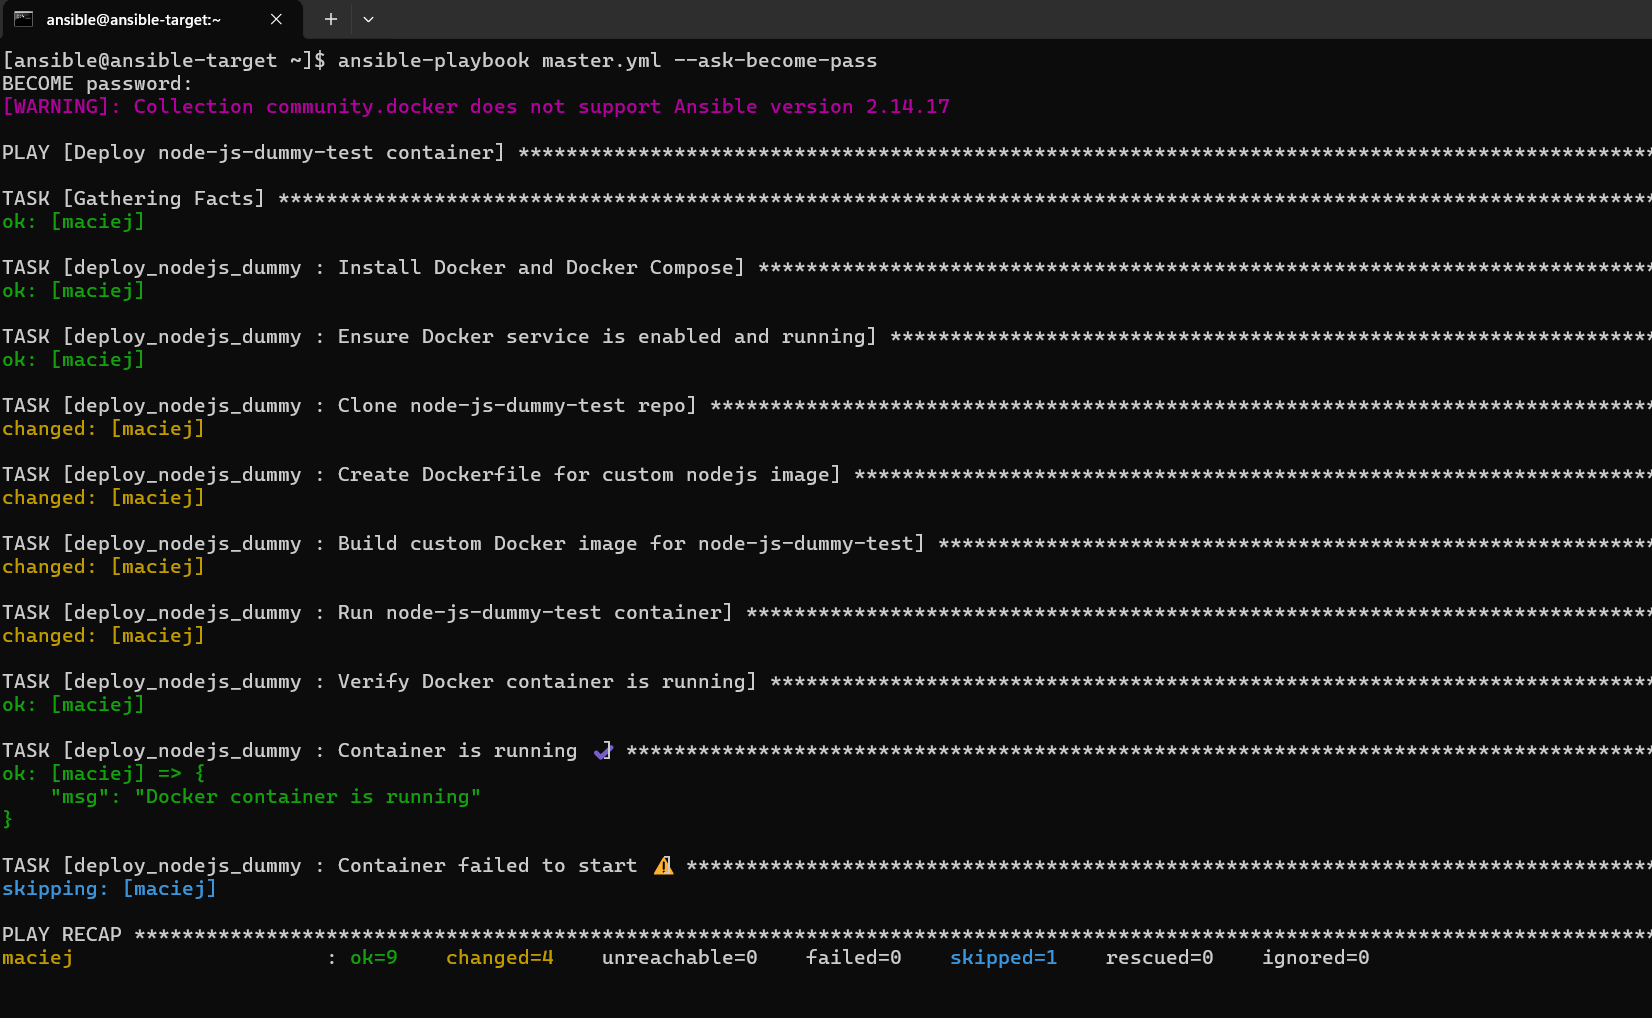 ansible@ansible-target:~
[ansible@ansible-target ~]$ ansible-playbook master.yml --ask-become-pass
BECOME password:
[WARNING]: Collection community.docker does not support Ansible version 2.14.17
PLAY [Deploy node-js-dummy-test container] ***********************************************************************************************
TASK [Gathering Facts] *******************************************************************************************************************
ok: [maciej]
TASK [deploy_nodejs_dummy : Install Docker and Docker Compose] ***************************************************************************
ok: [maciej]
TASK [deploy_nodejs_dummy : Ensure Docker service is enabled and running] ****************************************************************
ok: [maciej]
TASK [deploy_nodejs_dummy : Clone node-js-dummy-test repo] *******************************************************************************
changed: [maciej]
TASK [deploy_nodejs_dummy : Create Dockerfile for custom nodejs image] *******************************************************************
changed: [maciej]
TASK [deploy_nodejs_dummy : Build custom Docker image for node-js-dummy-test] ************************************************************
changed: [maciej]
TASK [deploy_nodejs_dummy : Run node-js-dummy-test container] ****************************************************************************
changed: [maciej]
TASK [deploy_nodejs_dummy : Verify Docker container is running] **************************************************************************
ok: [maciej]
TASK [deploy_nodejs_dummy : Container is running ✔] **************************************************************************************
ok: [maciej] => {
    "msg": "Docker container is running"
}
TASK [deploy_nodejs_dummy : Container failed to start ⚠] *********************************************************************************
skipping: [maciej]
PLAY RECAP *******************************************************************************************************************************
maciej                     : ok=9    changed=4    unreachable=0    failed=0    skipped=1    rescued=0    ignored=0